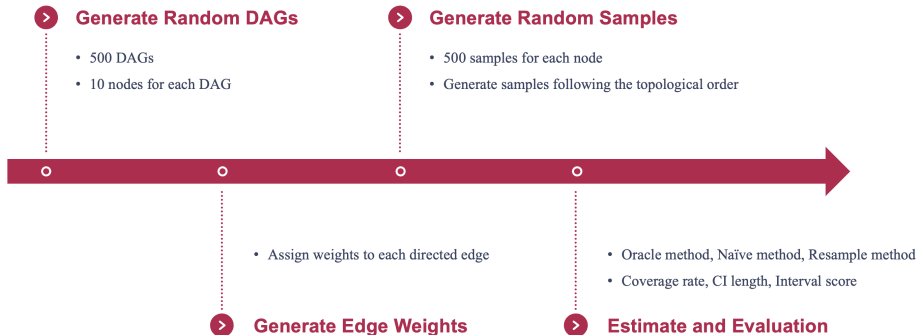 Generate Random DAGs
• 500 DAGs
• 10 nodes for each DAG
Generate Random Samples
• 500 samples for each node
• Generate samples following the topological order
• Assign weights to each directed edge
Generate Edge Weights
• Oracle method, Naïve method, Resample method
• Coverage rate, CI length, Interval score
Estimate and Evaluation